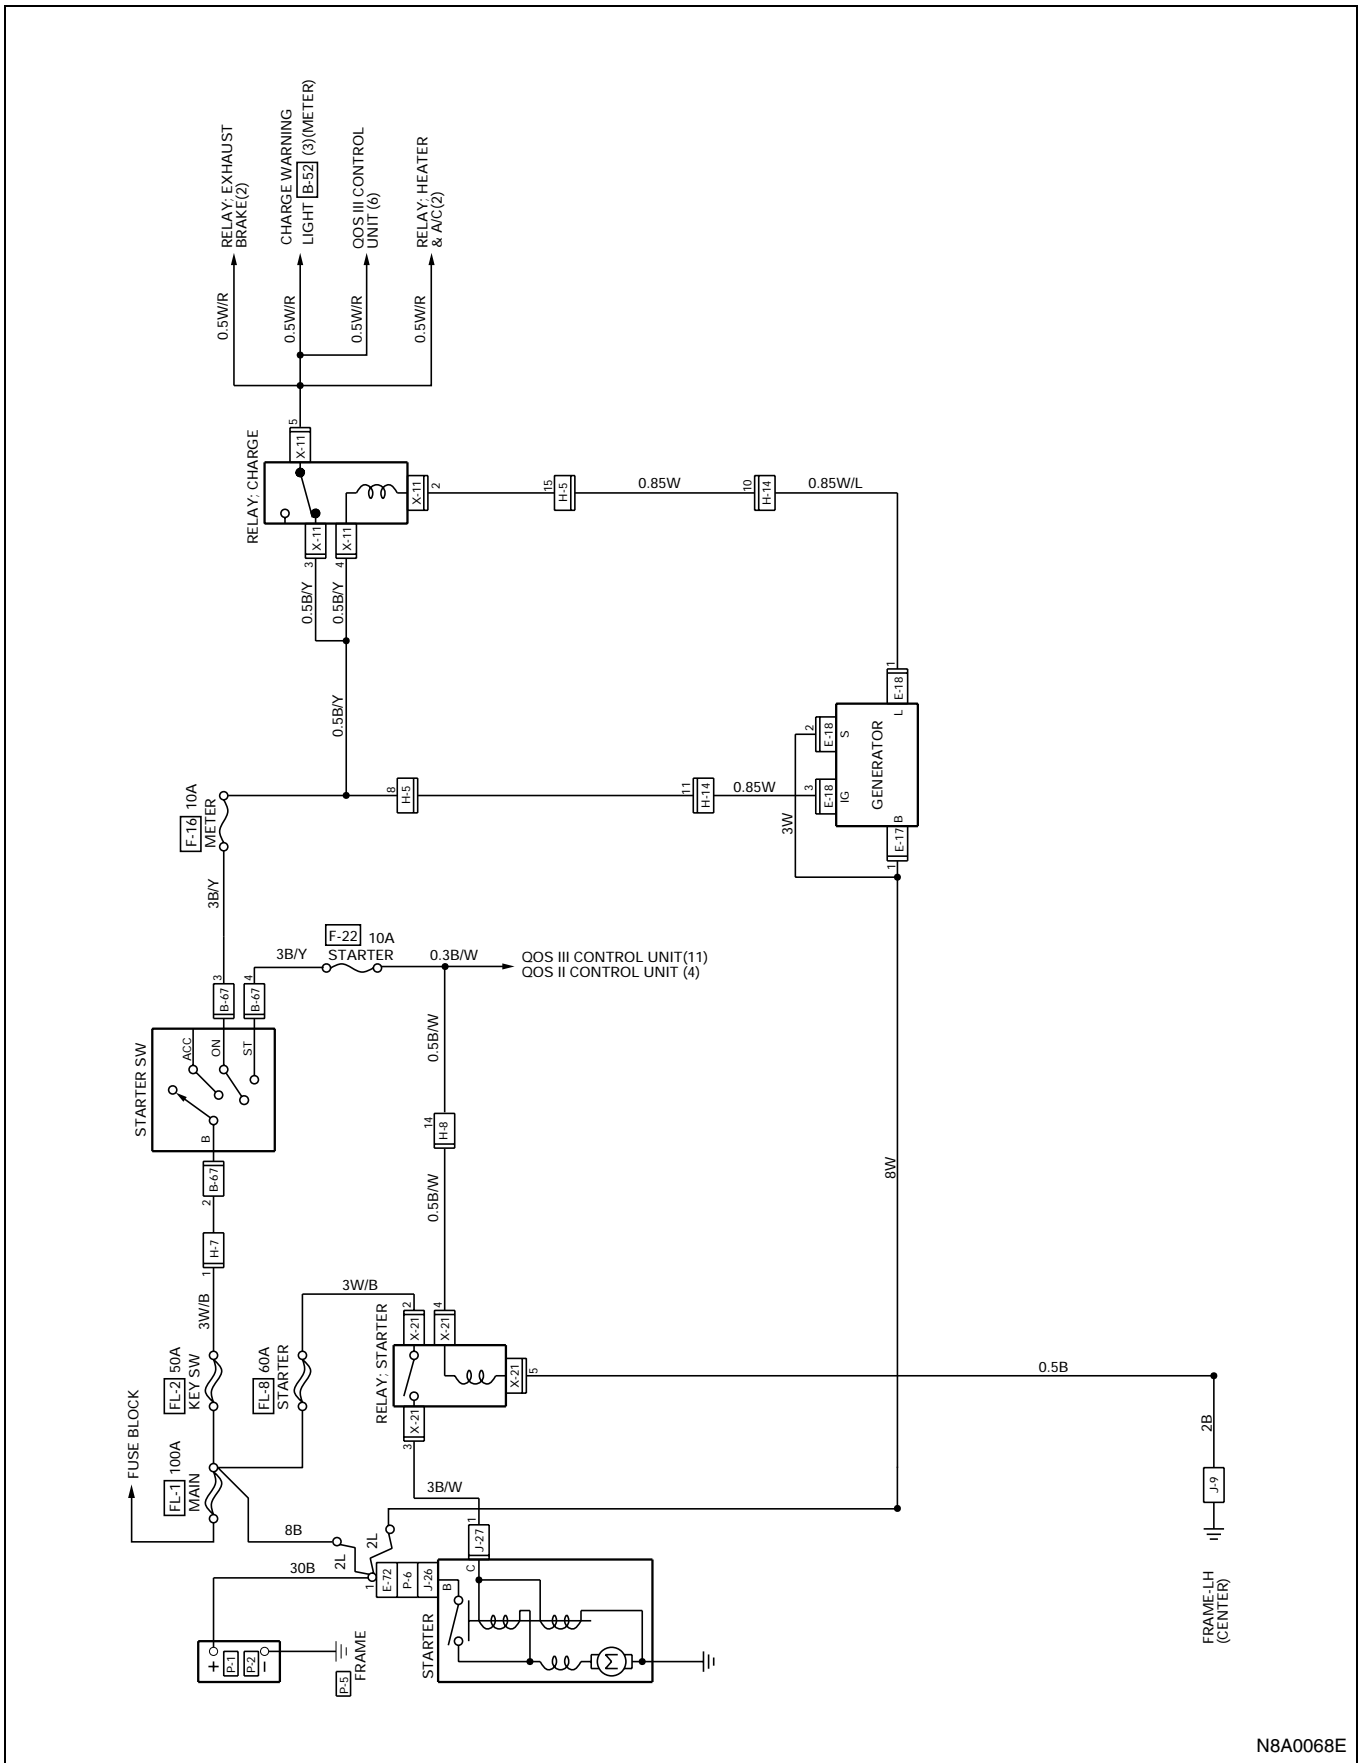 RELAY; EXHAUST
BRAKE(2)
CHARGE WARNING
LIGHT B-52 (3)(METER)
QOS III CONTROL
UNIT (6)
RELAY; HEATER
& A/C(2)
0.5W/R
0.5W/R
0.5W/R
0.5W/R
RELAY; CHARGE
5
X-11
X-11
2
15
H-5
0.85W
10
H-14
0.85W/L
3
X-11
4
X-11
0.5B/Y
0.5B/Y
0.5B/Y
F-16 10A
METER
8
H-5
11
H-14
0.85W
3
E-18
IG
2
E-18
S
1
E-18
L
GENERATOR
B
E-17
1
3W
3B/Y
3B/Y
F-22 10A
STARTER
0.3B/W
QOS III CONTROL UNIT(11)
QOS II CONTROL UNIT (4)
3
B-67
4
B-67
STARTER SW
ACC
ON
ST
B
B-67
2
H-7
1
0.5B/W
14
H-8
0.5B/W
8W
3W/B
3W/B
FL-2 50A
KEY SW
FL-8 60A
STARTER
RELAY; STARTER
2
X-21
4
X-21
X-21
5
X-21
3
0.5B
2B
J-9
FRAME-LH
(CENTER)
FUSE BLOCK
FL-1 100A
MAIN
8B
2L
2L
30B
3B/W
1
J-27
C
1
E-72
P-6
J-26
B
STARTER
+
P-1
P-2
−
P-5
FRAME
N8A0068E